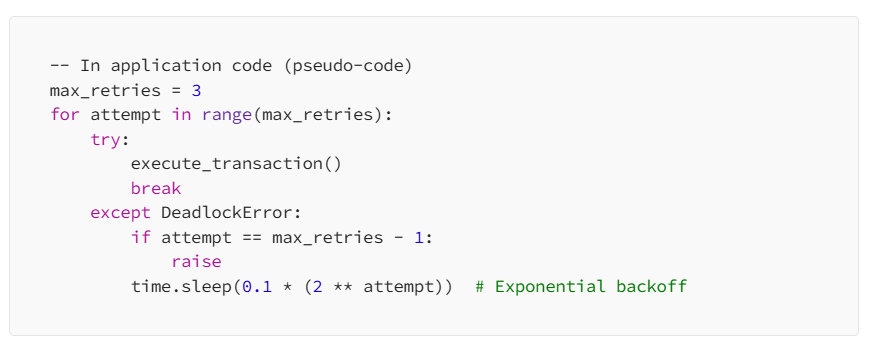 -- In application code (pseudo-code)
max_retries = 3
for attempt in range(max_retries):
    try:
        execute_transaction()
        break
    except DeadlockError:
        if attempt == max_retries - 1:
            raise
        time.sleep(0.1 * (2 ** attempt))  # Exponential backoff